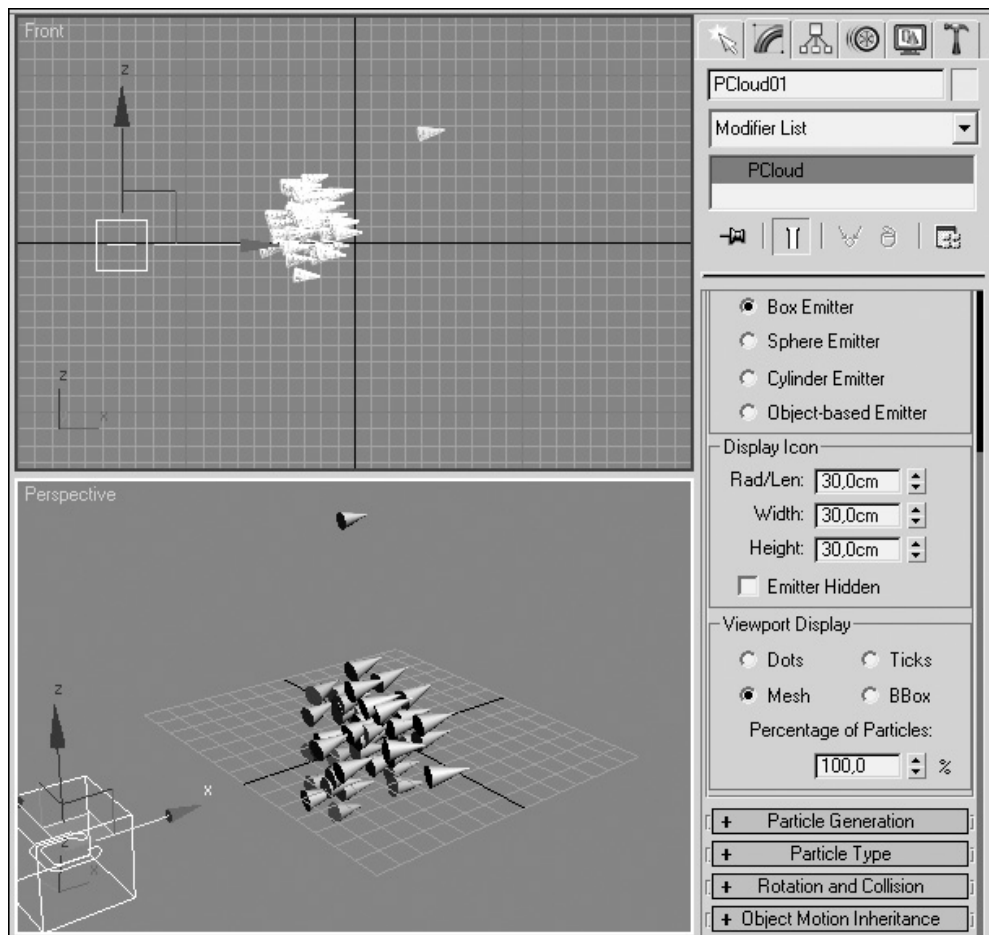 Front
z
z
x
Perspective
z
x
z
x
PCloud01
Modifier List
PCloud
Box Emitter
Sphere Emitter
Cylinder Emitter
Object-based Emitter
Display Icon
Rad/Len: 30,0cm
Width: 30,0cm
Height: 30,0cm
Emitter Hidden
Viewport Display
Dots Ticks
Mesh BBox
Percentage of Particles:
100,0 %
+ Particle Generation
+ Particle Type
+ Rotation and Collision
+ Object Motion Inheritance